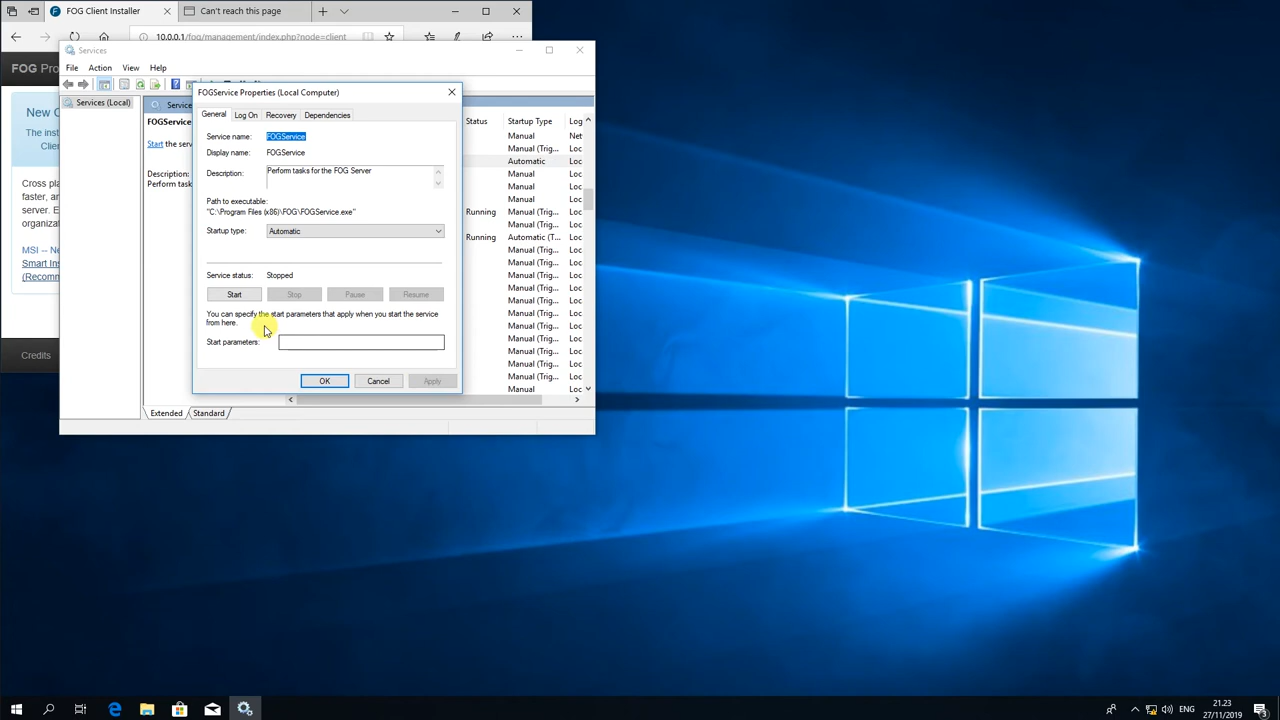 FOG Client Installer
Can't reach this page
10.0.0.1/fog/management/index.php?node=client
FOG Pro
New C
The inst
Clien
Cross pla
faster, ar
server. E
organizat
MSI -- Ne
Smart Ins
(Recomm
Credits
Services
File
Action
View
Help
Services (Local)
Service
FOGService
Start the serv
Description:
Perform task
Status
Startup Type
Log
Manual
Net
Manual (Trig...
Loc
Automatic
Loc
Manual
Loc
Manual
Loc
Manual
Loc
Running
Manual (Trig...
Loc
Manual (Trig...
Loc
Running
Automatic (T...
Loc
Manual (Trig...
Loc
Manual (Trig...
Loc
Manual (Trig...
Loc
Manual (Trig...
Loc
Manual (Trig...
Loc
Manual (Trig...
Loc
Manual (Trig...
Loc
Manual (Trig...
Loc
Manual (Trig...
Loc
Manual (Trig...
Loc
Manual (Trig...
Loc
Manual
Loc
Extended
Standard
FOGService Properties (Local Computer)
General
Log On
Recovery
Dependencies
Service name:
FOGService
Display name:
FOGService
Description:
Perform tasks for the FOG Server
Path to executable:
"C:\Program Files (x86)\FOG\FOGService.exe"
Startup type:
Automatic
Service status:
Stopped
Start
Stop
Pause
Resume
You can specify the start parameters that apply when you start the service
from here.
Start parameters:
OK
Cancel
Apply
ENG
21.23
27/11/2019